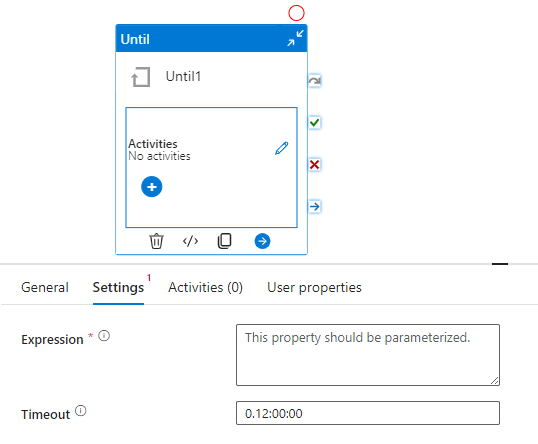 Until
Until1
Activities
No activities
General
Settings 1
Activities (0)
User properties
Expression *
This property should be parameterized.
Timeout
0.12:00:00